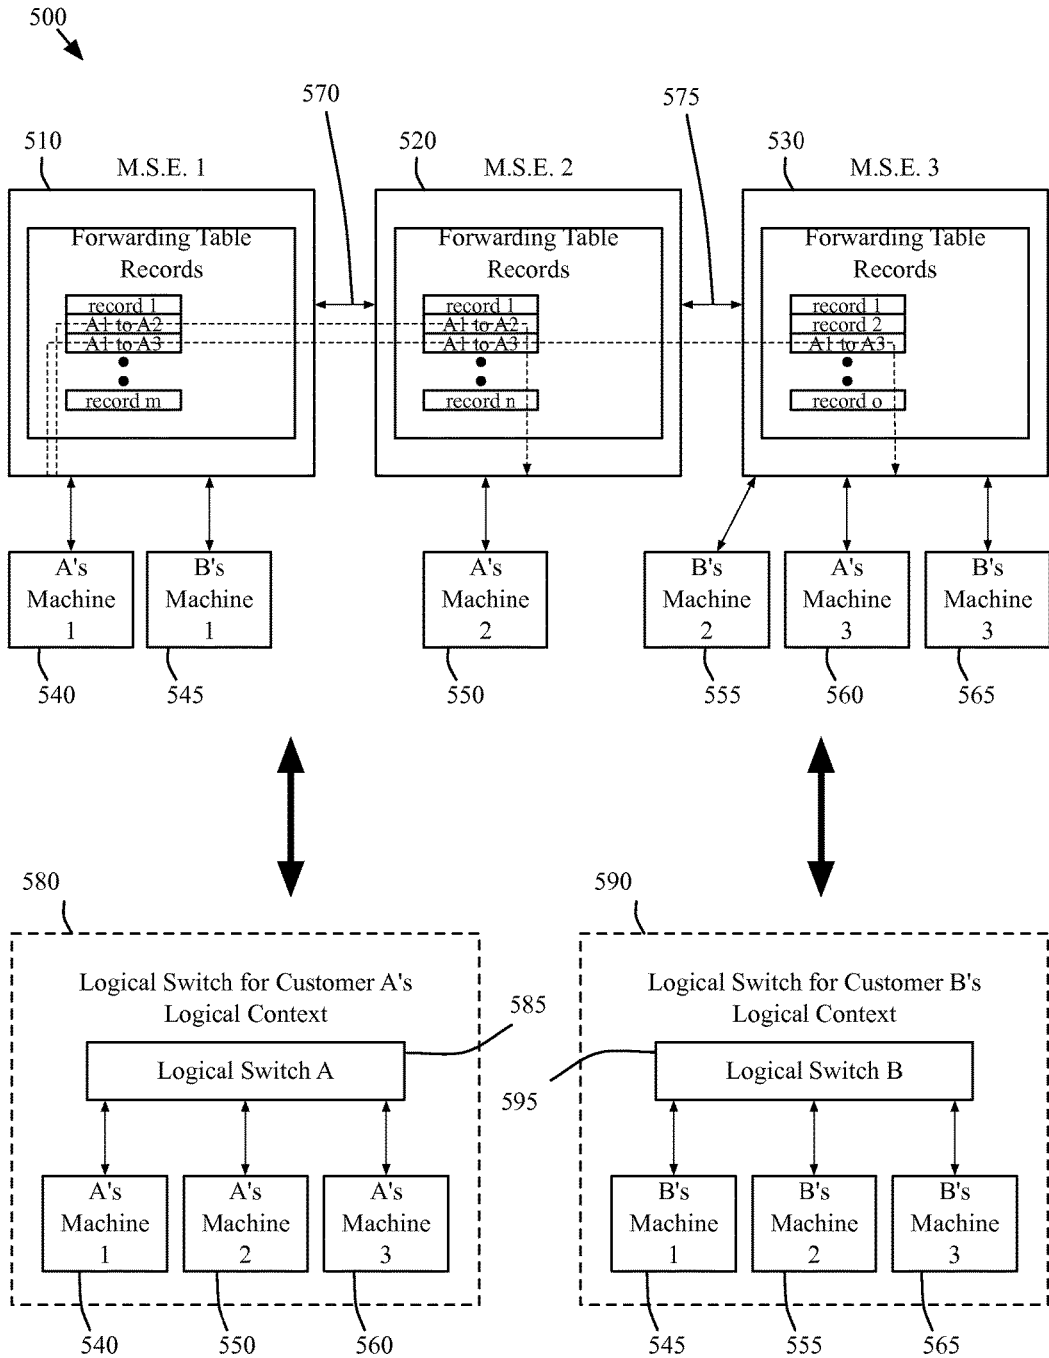 500
570
575
510
520
530
M.S.E. 1
M.S.E. 2
M.S.E. 3
Forwarding Table
Records
record 1
A1 to A2
A1 to A3
record m
Forwarding Table
Records
record 1
A1 to A2
A1 to A3
record n
Forwarding Table
Records
record 1
record 2
A1 to A3
record o
A's
Machine
1
B's
Machine
1
A's
Machine
2
B's
Machine
2
A's
Machine
3
B's
Machine
3
540
545
550
555
560
565
580
590
Logical Switch for Customer A's
Logical Context
585
Logical Switch A
A's
Machine
1
A's
Machine
2
A's
Machine
3
540
550
560
Logical Switch for Customer B's
Logical Context
595
Logical Switch B
B's
Machine
1
B's
Machine
2
B's
Machine
3
545
555
565